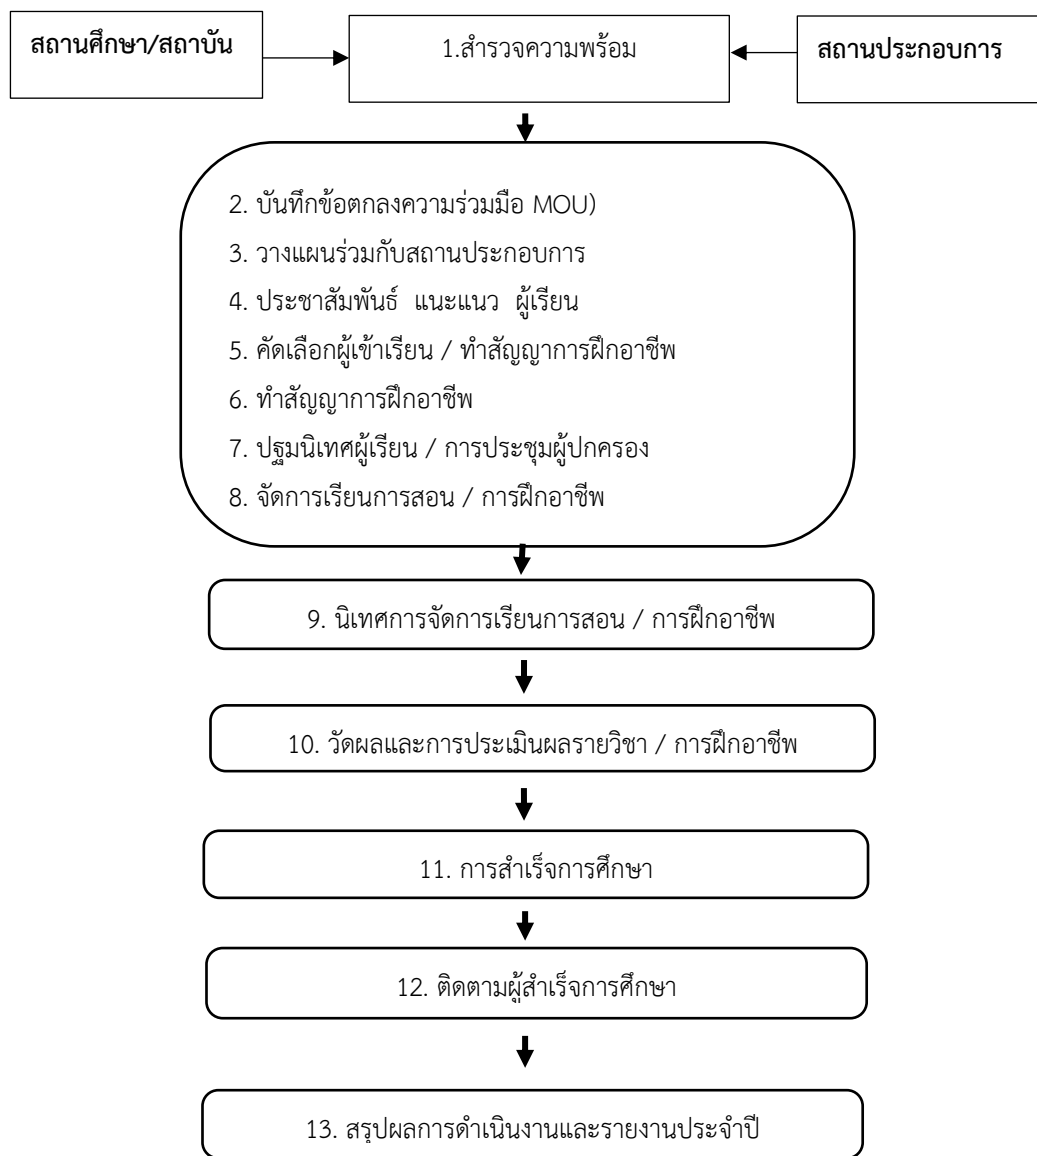 สถานศึกษา/สถาบัน
1.สำรวจความพร้อม
สถานประกอบการ
2. บันทึกข้อตกลงความร่วมมือ MOU)
3. วางแผนร่วมกับสถานประกอบการ
4. ประชาสัมพันธ์ แนะแนว ผู้เรียน
5. คัดเลือกผู้เข้าเรียน / ทำสัญญาการฝึกอาชีพ
6. ทำสัญญาการฝึกอาชีพ
7. ปฐมนิเทศผู้เรียน / การประชุมผู้ปกครอง
8. จัดการเรียนการสอน / การฝึกอาชีพ
9. นิเทศการจัดการเรียนการสอน / การฝึกอาชีพ
10. วัดผลและการประเมินผลรายวิชา / การฝึกอาชีพ
11. การสำเร็จการศึกษา
12. ติดตามผู้สำเร็จการศึกษา
13. สรุปผลการดำเนินงานและรายงานประจำปี